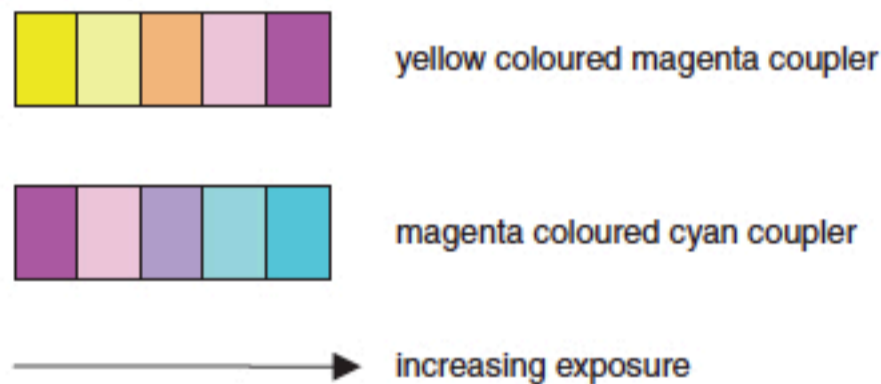 yellow coloured magenta coupler
magenta coloured cyan coupler
increasing exposure